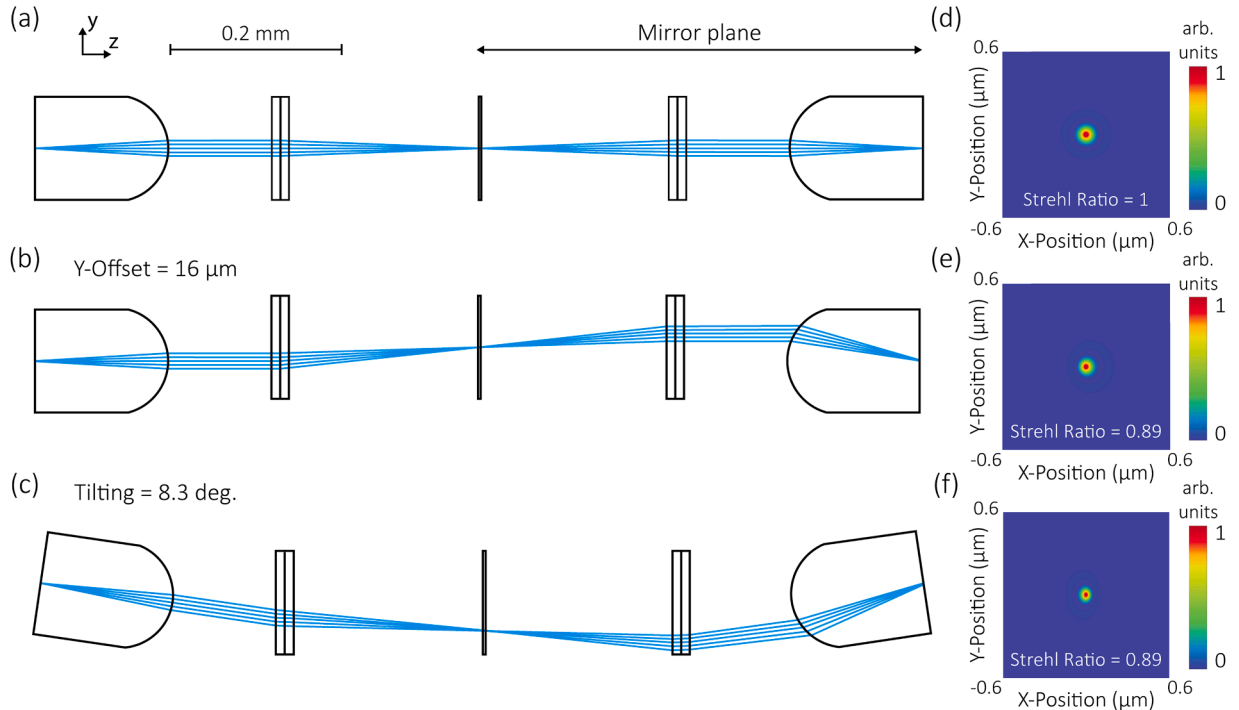 (a)
y
z
0.2 mm
Mirror plane
(d)
arb.
units
0.6
1
Y-Position (µm)
Strehl Ratio = 1
0
-0.6
0.6
X-Position (µm)
(b)
Y-Offset = 16 µm
(e)
arb.
units
0.6
1
Y-Position (µm)
Strehl Ratio = 0.89
0
-0.6
0.6
X-Position (µm)
(c)
Tilting = 8.3 deg.
(f)
arb.
units
0.6
1
Y-Position (µm)
Strehl Ratio = 0.89
0
-0.6
0.6
X-Position (µm)